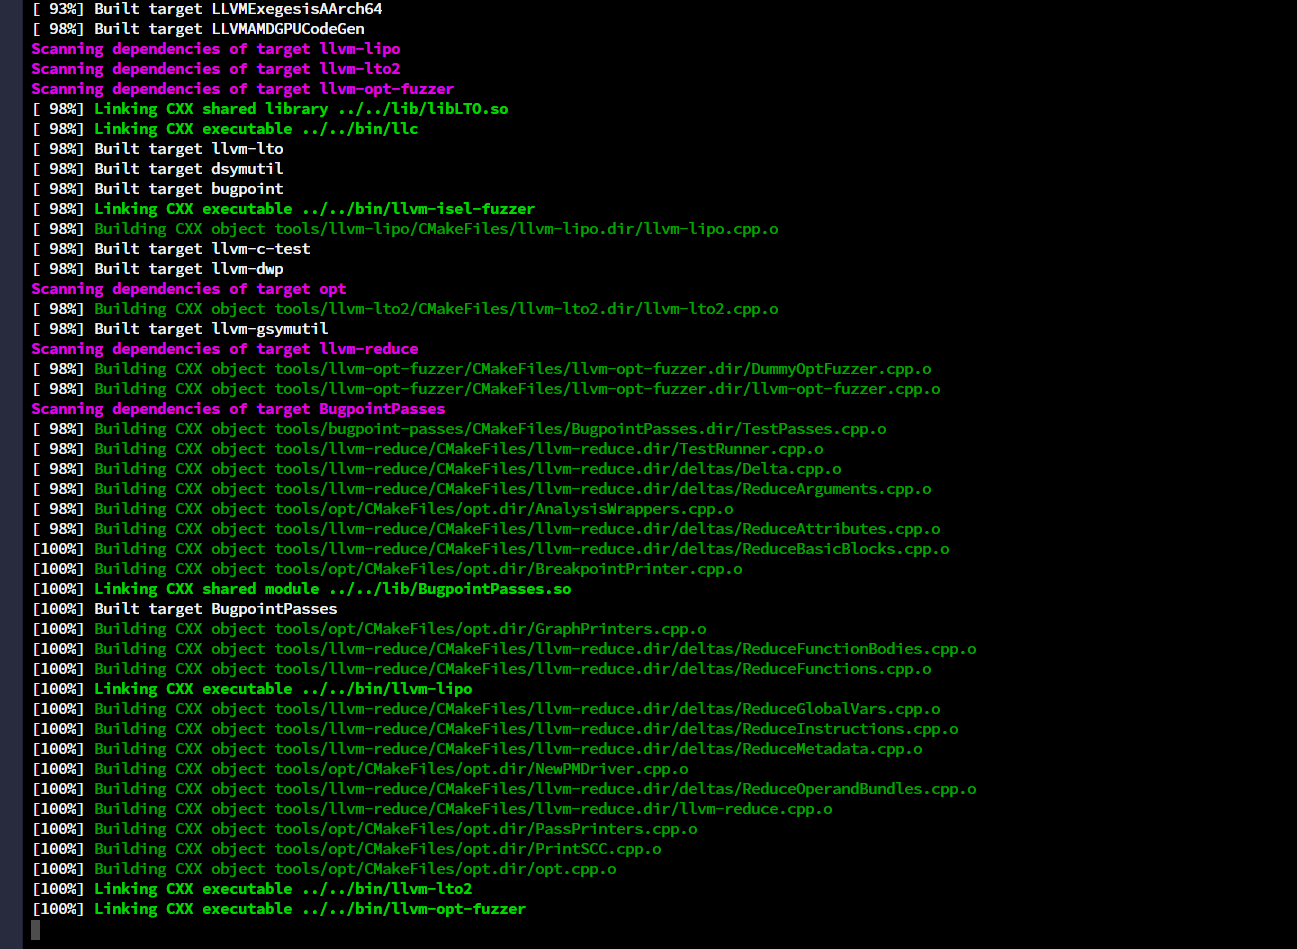 [ 93%] Built target LLVMExegesisAArch64
[ 98%] Built target LLVMAMDGPUCodeGen
Scanning dependencies of target llvm-lipo
Scanning dependencies of target llvm-lto2
Scanning dependencies of target llvm-opt-fuzzer
[ 98%] Linking CXX shared library ../../lib/libLTO.so
[ 98%] Linking CXX executable ../../bin/llc
[ 98%] Built target llvm-lto
[ 98%] Built target dsymutil
[ 98%] Built target bugpoint
[ 98%] Linking CXX executable ../../bin/llvm-isel-fuzzer
[ 98%] Building CXX object tools/llvm-lipo/CMakeFiles/llvm-lipo.dir/llvm-lipo.cpp.o
[ 98%] Built target llvm-c-test
[ 98%] Built target llvm-dwp
Scanning dependencies of target opt
[ 98%] Building CXX object tools/llvm-lto2/CMakeFiles/llvm-lto2.dir/llvm-lto2.cpp.o
[ 98%] Built target llvm-gsymutil
Scanning dependencies of target llvm-reduce
[ 98%] Building CXX object tools/llvm-opt-fuzzer/CMakeFiles/llvm-opt-fuzzer.dir/DummyOptFuzzer.cpp.o
[ 98%] Building CXX object tools/llvm-opt-fuzzer/CMakeFiles/llvm-opt-fuzzer.dir/llvm-opt-fuzzer.cpp.o
Scanning dependencies of target BugpointPasses
[ 98%] Building CXX object tools/bugpoint-passes/CMakeFiles/BugpointPasses.dir/TestPasses.cpp.o
[ 98%] Building CXX object tools/llvm-reduce/CMakeFiles/llvm-reduce.dir/TestRunner.cpp.o
[ 98%] Building CXX object tools/llvm-reduce/CMakeFiles/llvm-reduce.dir/deltas/Delta.cpp.o
[ 98%] Building CXX object tools/llvm-reduce/CMakeFiles/llvm-reduce.dir/deltas/ReduceArguments.cpp.o
[ 98%] Building CXX object tools/opt/CMakeFiles/opt.dir/AnalysisWrappers.cpp.o
[ 98%] Building CXX object tools/llvm-reduce/CMakeFiles/llvm-reduce.dir/deltas/ReduceAttributes.cpp.o
[100%] Building CXX object tools/llvm-reduce/CMakeFiles/llvm-reduce.dir/deltas/ReduceBasicBlocks.cpp.o
[100%] Building CXX object tools/opt/CMakeFiles/opt.dir/BreakpointPrinter.cpp.o
[100%] Linking CXX shared module ../../lib/BugpointPasses.so
[100%] Built target BugpointPasses
[100%] Building CXX object tools/opt/CMakeFiles/opt.dir/GraphPrinters.cpp.o
[100%] Building CXX object tools/llvm-reduce/CMakeFiles/llvm-reduce.dir/deltas/ReduceFunctionBodies.cpp.o
[100%] Building CXX object tools/llvm-reduce/CMakeFiles/llvm-reduce.dir/deltas/ReduceFunctions.cpp.o
[100%] Linking CXX executable ../../bin/llvm-lipo
[100%] Building CXX object tools/llvm-reduce/CMakeFiles/llvm-reduce.dir/deltas/ReduceGlobalVars.cpp.o
[100%] Building CXX object tools/llvm-reduce/CMakeFiles/llvm-reduce.dir/deltas/ReduceInstructions.cpp.o
[100%] Building CXX object tools/llvm-reduce/CMakeFiles/llvm-reduce.dir/deltas/ReduceMetadata.cpp.o
[100%] Building CXX object tools/opt/CMakeFiles/opt.dir/NewPMDriver.cpp.o
[100%] Building CXX object tools/llvm-reduce/CMakeFiles/llvm-reduce.dir/deltas/ReduceOperandBundles.cpp.o
[100%] Building CXX object tools/llvm-reduce/CMakeFiles/llvm-reduce.dir/llvm-reduce.cpp.o
[100%] Building CXX object tools/opt/CMakeFiles/opt.dir/PassPrinters.cpp.o
[100%] Building CXX object tools/opt/CMakeFiles/opt.dir/PrintSCC.cpp.o
[100%] Building CXX object tools/opt/CMakeFiles/opt.dir/opt.cpp.o
[100%] Linking CXX executable ../../bin/llvm-lto2
[100%] Linking CXX executable ../../bin/llvm-opt-fuzzer